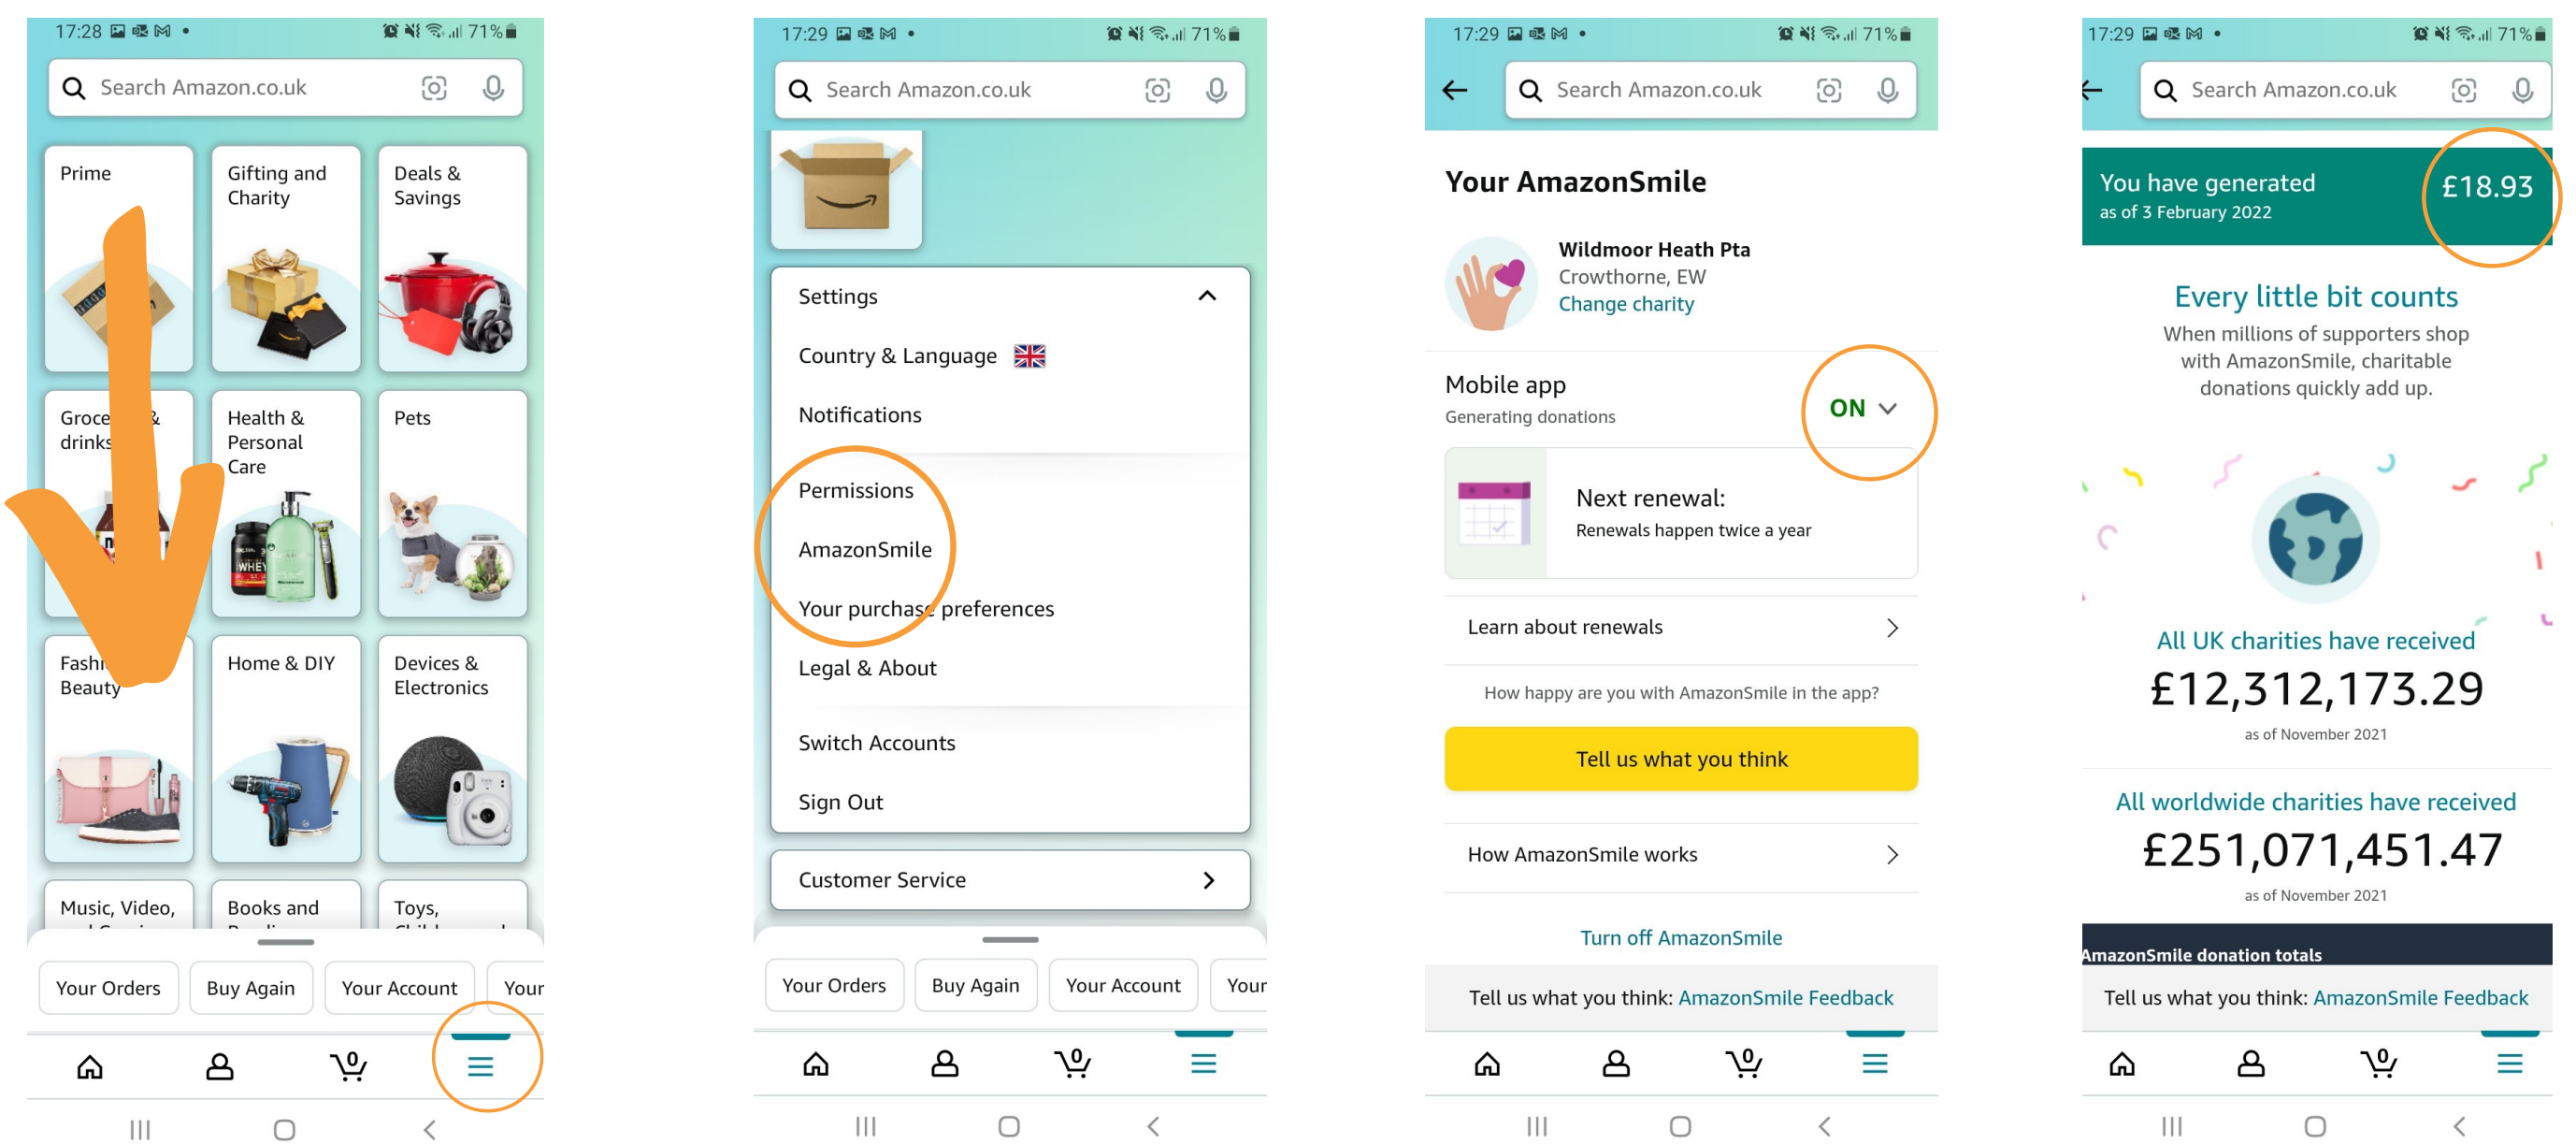 17:28
71%
Search Amazon.co.uk
Prime
Gifting and
Charity
Deals &
Savings
&
drinks
Health &
Personal
Care
Pets
Beauty
Home & DIY
Devices &
Electronics
Music, Video,
Books and
Toys,
Your Orders
Buy Again
Your Account
Your
0
17:29
71%
Search Amazon.co.uk
Settings
Country & Language
Notifications
Permissions
AmazonSmile
Your purchase preferences
Legal & About
Switch Accounts
Sign Out
Customer Service
Your Orders
Buy Again
Your Account
Your
0
17:29
71%
Search Amazon.co.uk
Your AmazonSmile
Wildmoor Heath Pta
Crowthorne, EW
Change charity
Mobile app
Generating donations
ON
Next renewal:
Renewals happen twice a year
Learn about renewals
How happy are you with AmazonSmile in the app?
Tell us what you think
How AmazonSmile works
Turn off AmazonSmile
Tell us what you think: AmazonSmile Feedback
0
17:29
71%
Search Amazon.co.uk
You have generated
as of 3 February 2022
£18.93
Every little bit counts
When millions of supporters shop
with AmazonSmile, charitable
donations quickly add up.
All UK charities have received
£12,312,173.29
as of November 2021
All worldwide charities have received
£251,071,451.47
as of November 2021
AmazonSmile donation totals
Tell us what you think: AmazonSmile Feedback
0